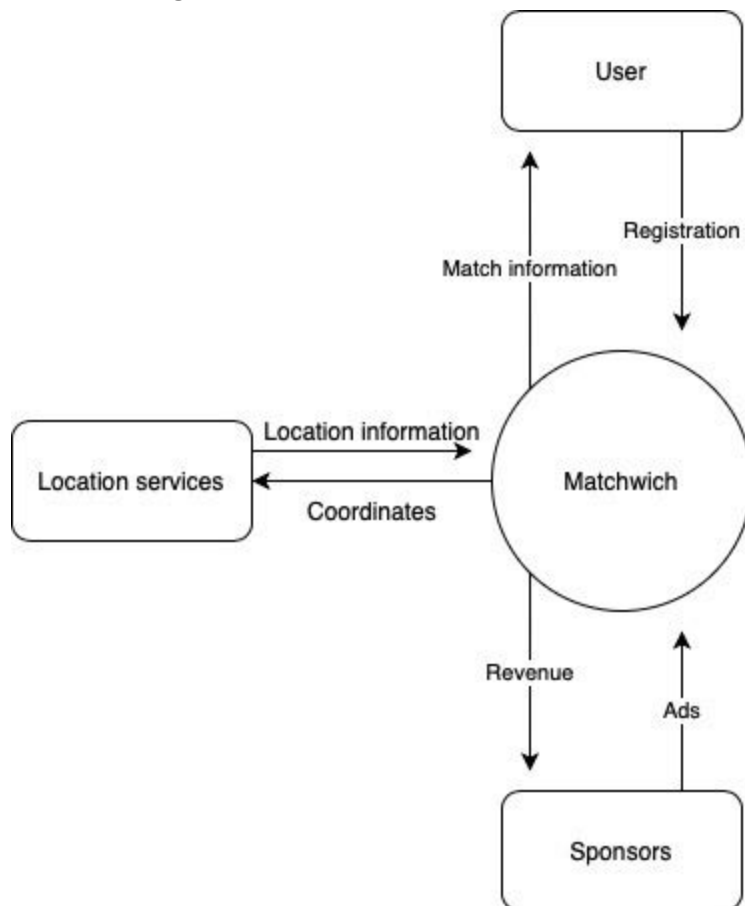 User
Registration
Match information
Location information
Location services
Matchwich
Coordinates
Revenue
Ads
Sponsors